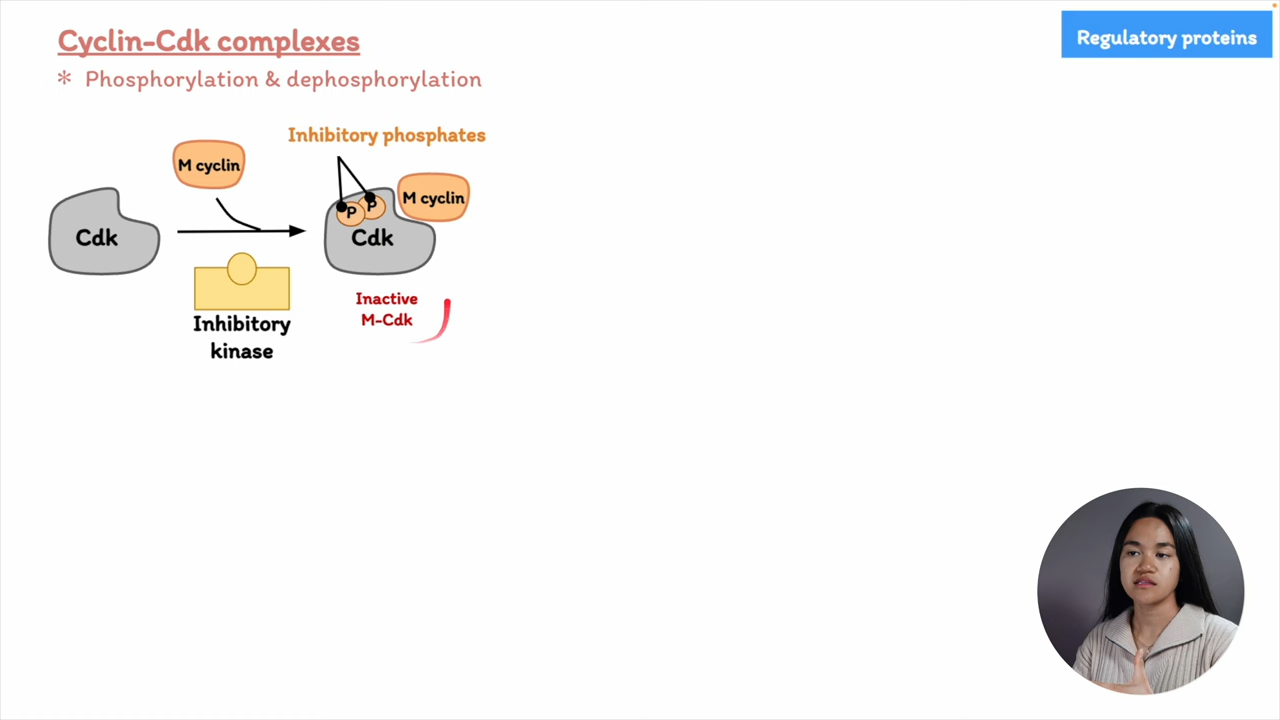 Cyclin-Cdk complexes
Regulatory proteins
* Phosphorylation & dephosphorylation
Inhibitory phosphates
M cyclin
M cyclin
P
P
Cdk
Cdk
Inactive
M-Cdk
Inhibitory
kinase